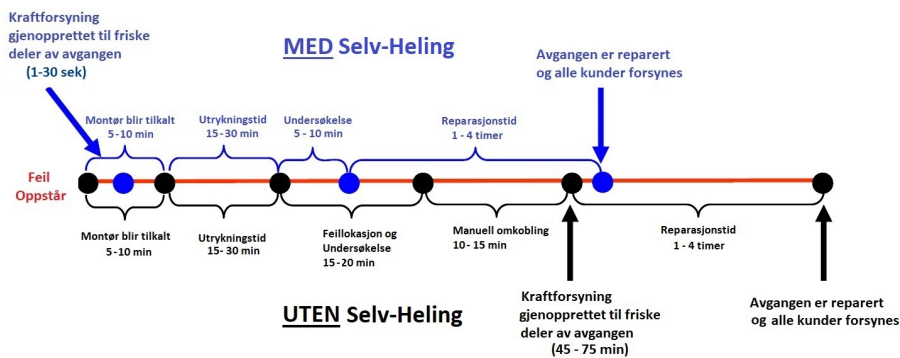 Kraftforsyning
gjenopprettet til friske
deler av avgangen
(1-30 sek)
MED Selv-Heling
Avgangen er reparert
og alle kunder forsynes
Montør blir tilkalt
5-10 min
Utrykningstid
15-30 min
Undersøkelse
5 - 10 min
Reparasjonstid
1 - 4 timer
Feil
Oppstår
Montør blir tilkalt
5-10 min
Utrykningstid
15- 30 min
Feillokasjon og
Undersøkelse
15-20 min
Manuell omkobling
10 - 15 min
Reparasjonstid
1 - 4 timer
UTEN Selv-Heling
Kraftforsyning
gjenopprettet til friske
deler av avgangen
(45 - 75 min)
Avgangen er reparert
og alle kunder forsynes